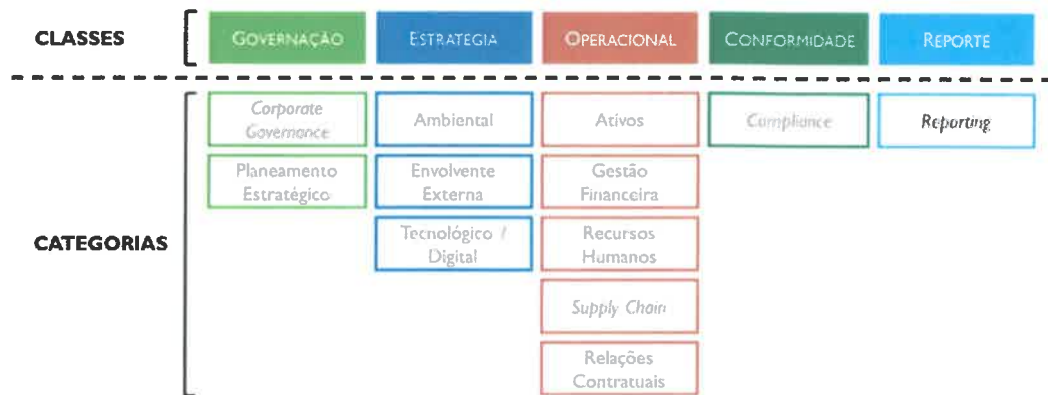 CLASSES
GOVERNAÇÃO
ESTRATEGIA
OPERACIONAL
CONFORMIDADE
REPORTE
CATEGORIAS
Corporate
Governance
Ambiental
Ativos
Compliance
Reporting
Planeamento
Estratégico
Envolvente
Externa
Gestão
Financeira
Tecnológico /
Digital
Recursos
Humanos
Supply Chain
Relações
Contratuais